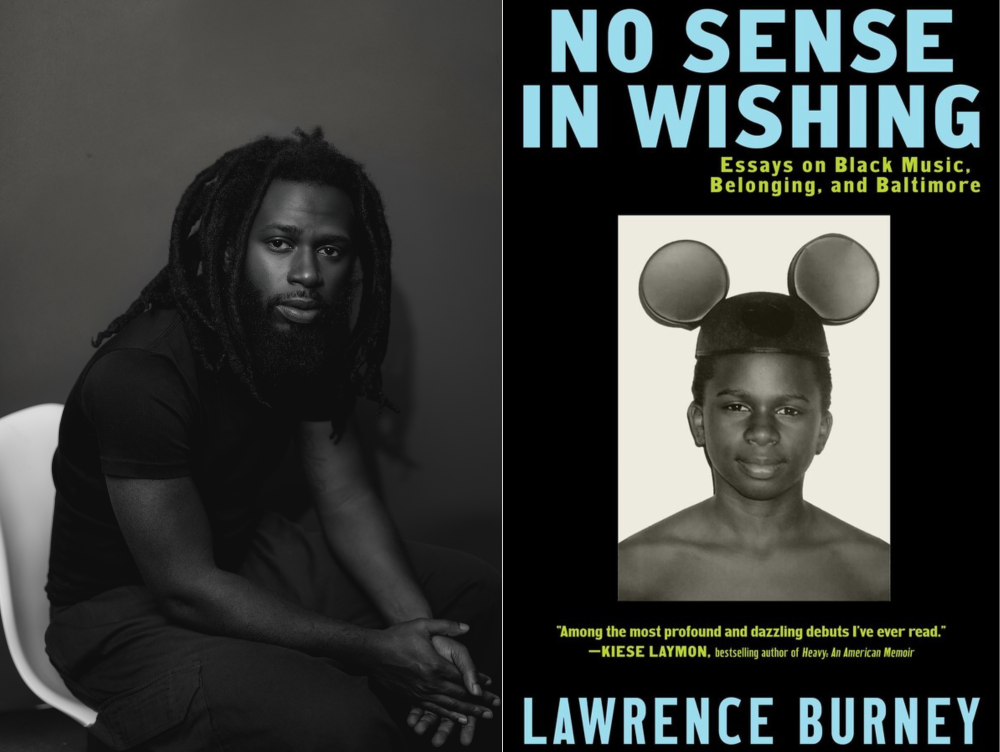 NO SENSE
IN WISHING
Essays on Black Music,
Belonging, and Baltimore
"Among the most profound and dazzling debuts I've ever read."
—KIESE LAYMON, bestselling author of Heavy: An American Memoir
LAWRENCE BURNEY